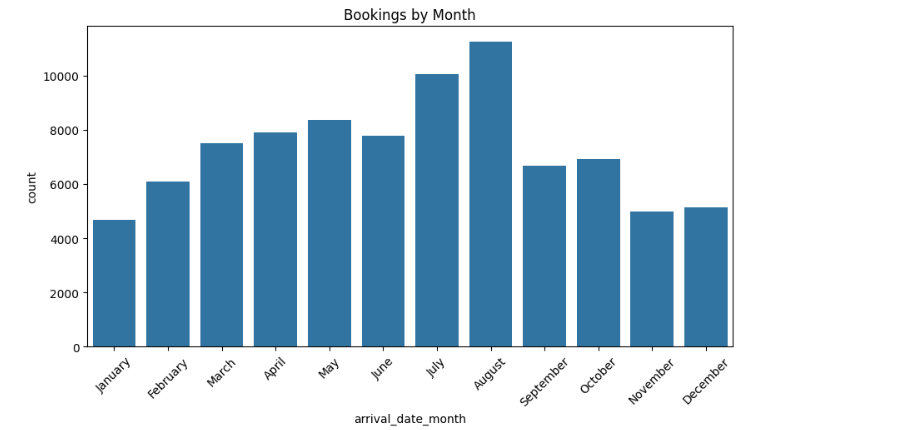 Bookings by Month
10000
8000
6000
4000
2000
0
count
January
February
March
April
May
June
July
August
September
October
November
December
arrival_date_month